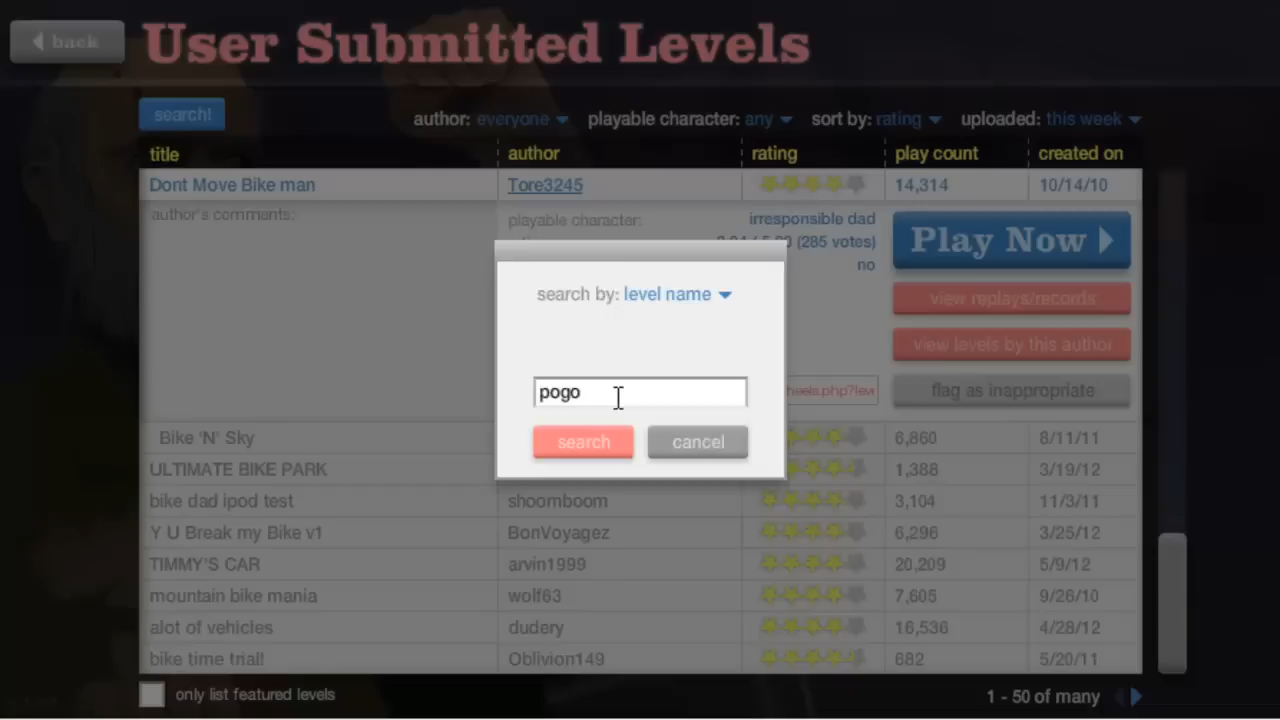 back
User Submitted Levels
search!
author: everyone
playable character: any
sort by: rating
uploaded: this week
title
author
rating
play count
created on
Dont Move Bike man
Tore3245
14,314
10/14/10
author's comments:
playable character:
irresponsible dad
(285 votes)
no
Play Now
view replays/records
view levels by this author
flag as inappropriate
search by: level name
pogo
search
cancel
Bike 'N' Sky
6,860
8/11/11
ULTIMATE BIKE PARK
1,388
3/19/12
bike dad ipod test
shoomboom
3,104
11/3/11
Y U Break my Bike v1
BonVoyagez
6,296
3/25/12
TIMMY'S CAR
arvin1999
20,209
5/9/12
mountain bike mania
wolf63
7,605
9/26/10
alot of vehicles
dudery
16,536
4/28/12
bike time trial!
Oblivion149
682
5/20/11
only list featured levels
1 - 50 of many